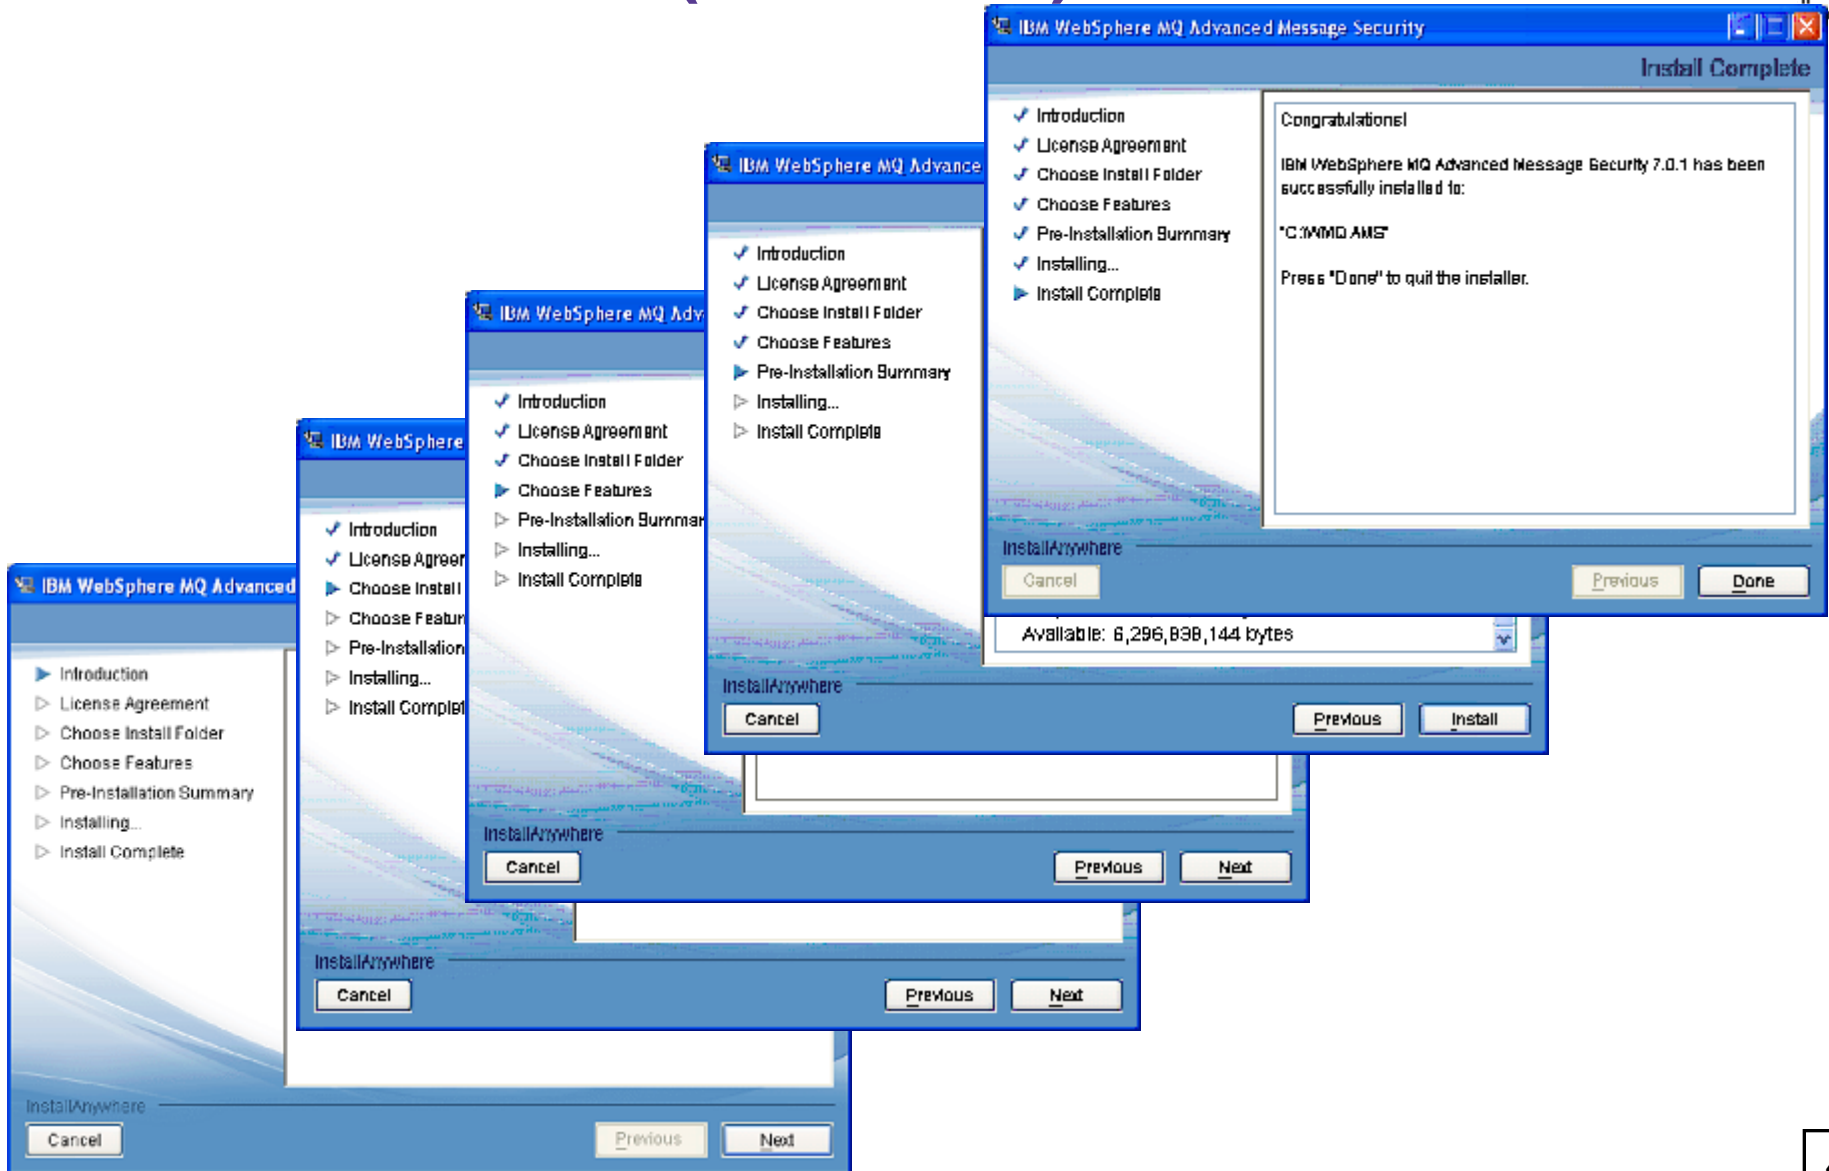 IBM WebSphere MQ Advanced Message Security
Install Complete
Introduction
License Agreement
Choose Install Folder
Choose Features
Pre-Installation Summary
Installing...
Install Complete
Congratulations!
IBM WebSphere MQ Advanced Message Security 7.0.1 has been
successfully installed to:
Press "Done" to quit the installer.
InstallAnywhere
Cancel
Previous
Done
IBM WebSphere MQ Advance
Introduction
License Agreement
Choose Install Folder
Choose Features
Pre-Installation Summary
Installing...
Install Complete
Available: 6,296,838,144 bytes
InstallAnywhere
Cancel
Previous
Install
IBM WebSphere MQ Adv
Introduction
License Agreement
Choose Install Folder
Choose Features
Pre-Installation Summar
Installing...
Install Complete
InstallAnywhere
Cancel
Previous
Next
IBM WebSphere
Introduction
License Agreer
Choose Install
Choose Featur
Pre-Installation
Installing...
Install Complet
InstallAnywhere
Cancel
Previous
Next
IBM WebSphere MQ Advanced
Introduction
License Agreement
Choose Install Folder
Choose Features
Pre-Installation Summary
Installing...
Install Complete
InstallAnywhere
Cancel
Previous
Next